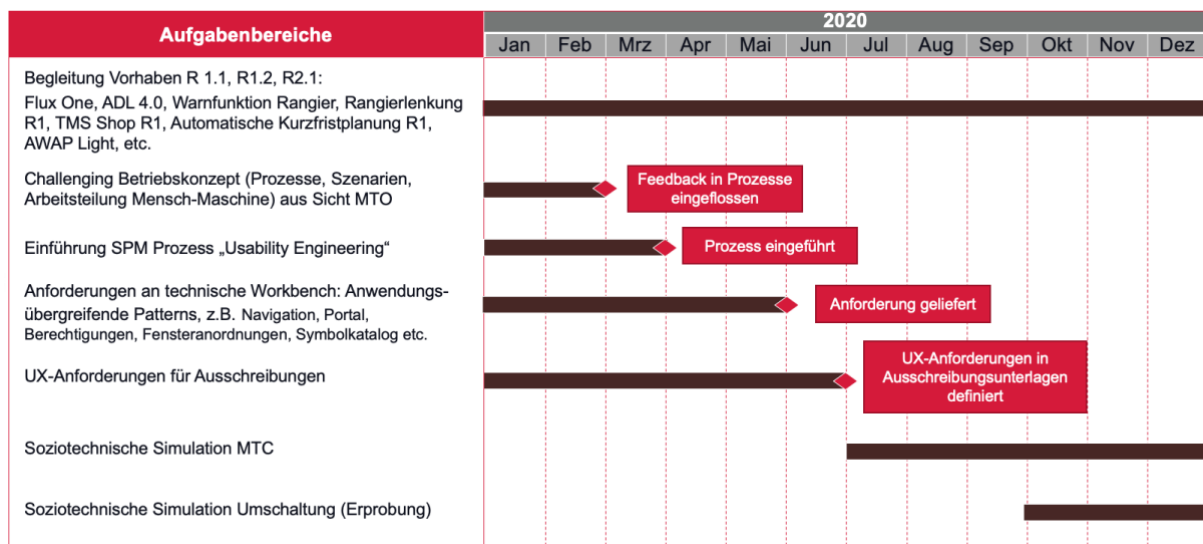 Aufgabenbereiche
2020
Jan Feb Mrz Apr Mai Jun Jul Aug Sep Okt Nov Dez
Begleitung Vorhaben R 1.1, R1.2, R2.1:
Flux One, ADL 4.0, Warnfunktion Rangier, Rangierlenkung
R1, TMS Shop R1, Automatische Kurzfristplanung R1,
AWAP Light, etc.
Challenging Betriebskonzept (Prozesse, Szenarien,
Arbeitsteilung Mensch-Maschine) aus Sicht MTO
Feedback in Prozesse
eingeflossen
Einführung SPM Prozess „Usability Engineering“
Prozess eingeführt
Anforderungen an technische Workbench: Anwendungs-
übergreifende Patterns, z.B. Navigation, Portal,
Berechtigungen, Fensteranordnungen, Symbolkatalog etc.
Anforderung geliefert
UX-Anforderungen für Ausschreibungen
UX-Anforderungen in
Ausschreibungsunterlagen
definiert
Soziotechnische Simulation MTC
Soziotechnische Simulation Umschaltung (Erprobung)